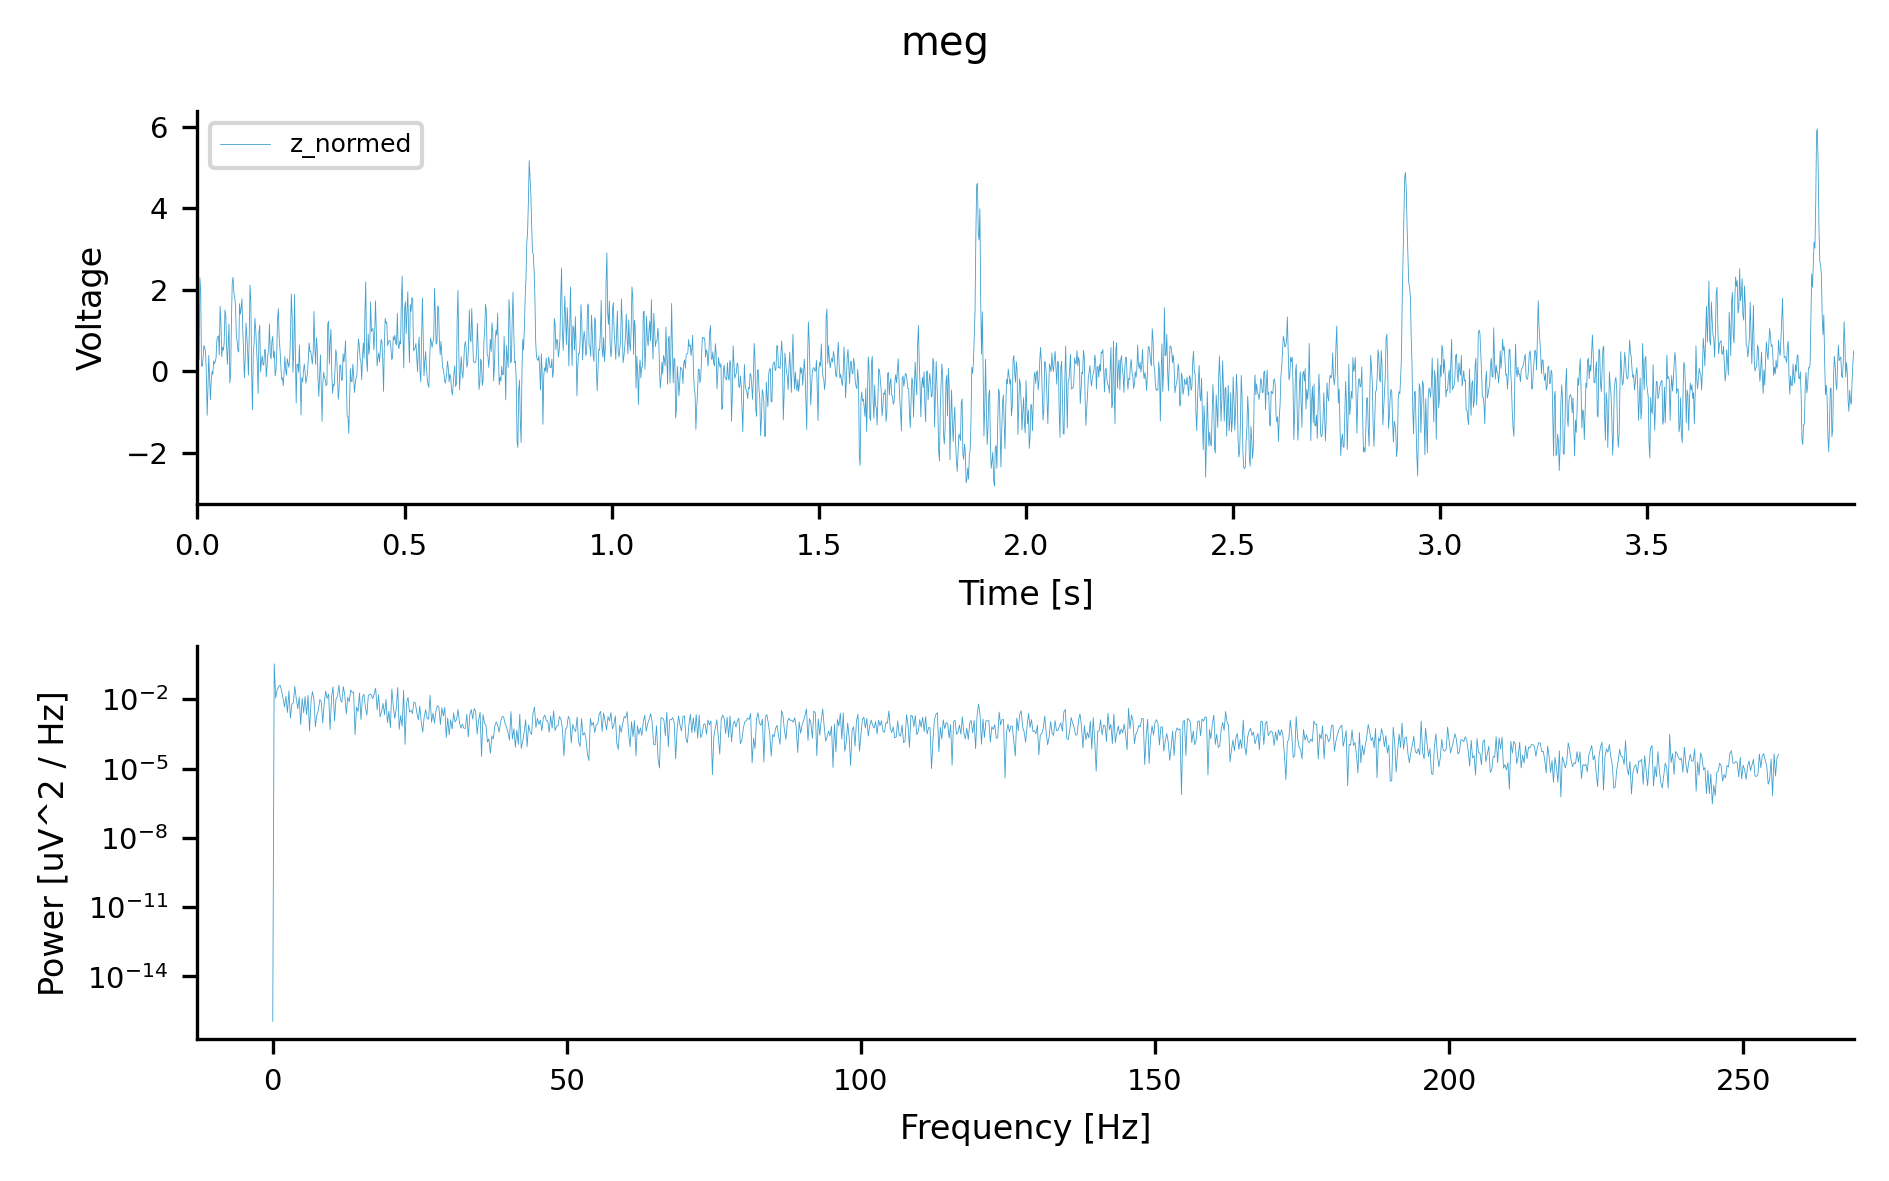 meg
z_normed
Voltage
6
4
2
0
−2
0.0 0.5 1.0 1.5 2.0 2.5 3.0 3.5
Time [s]
Power [uV^2 / Hz]
10⁻²
10⁻⁵
10⁻⁸
10⁻¹¹
10⁻¹⁴
0 50 100 150 200 250
Frequency [Hz]